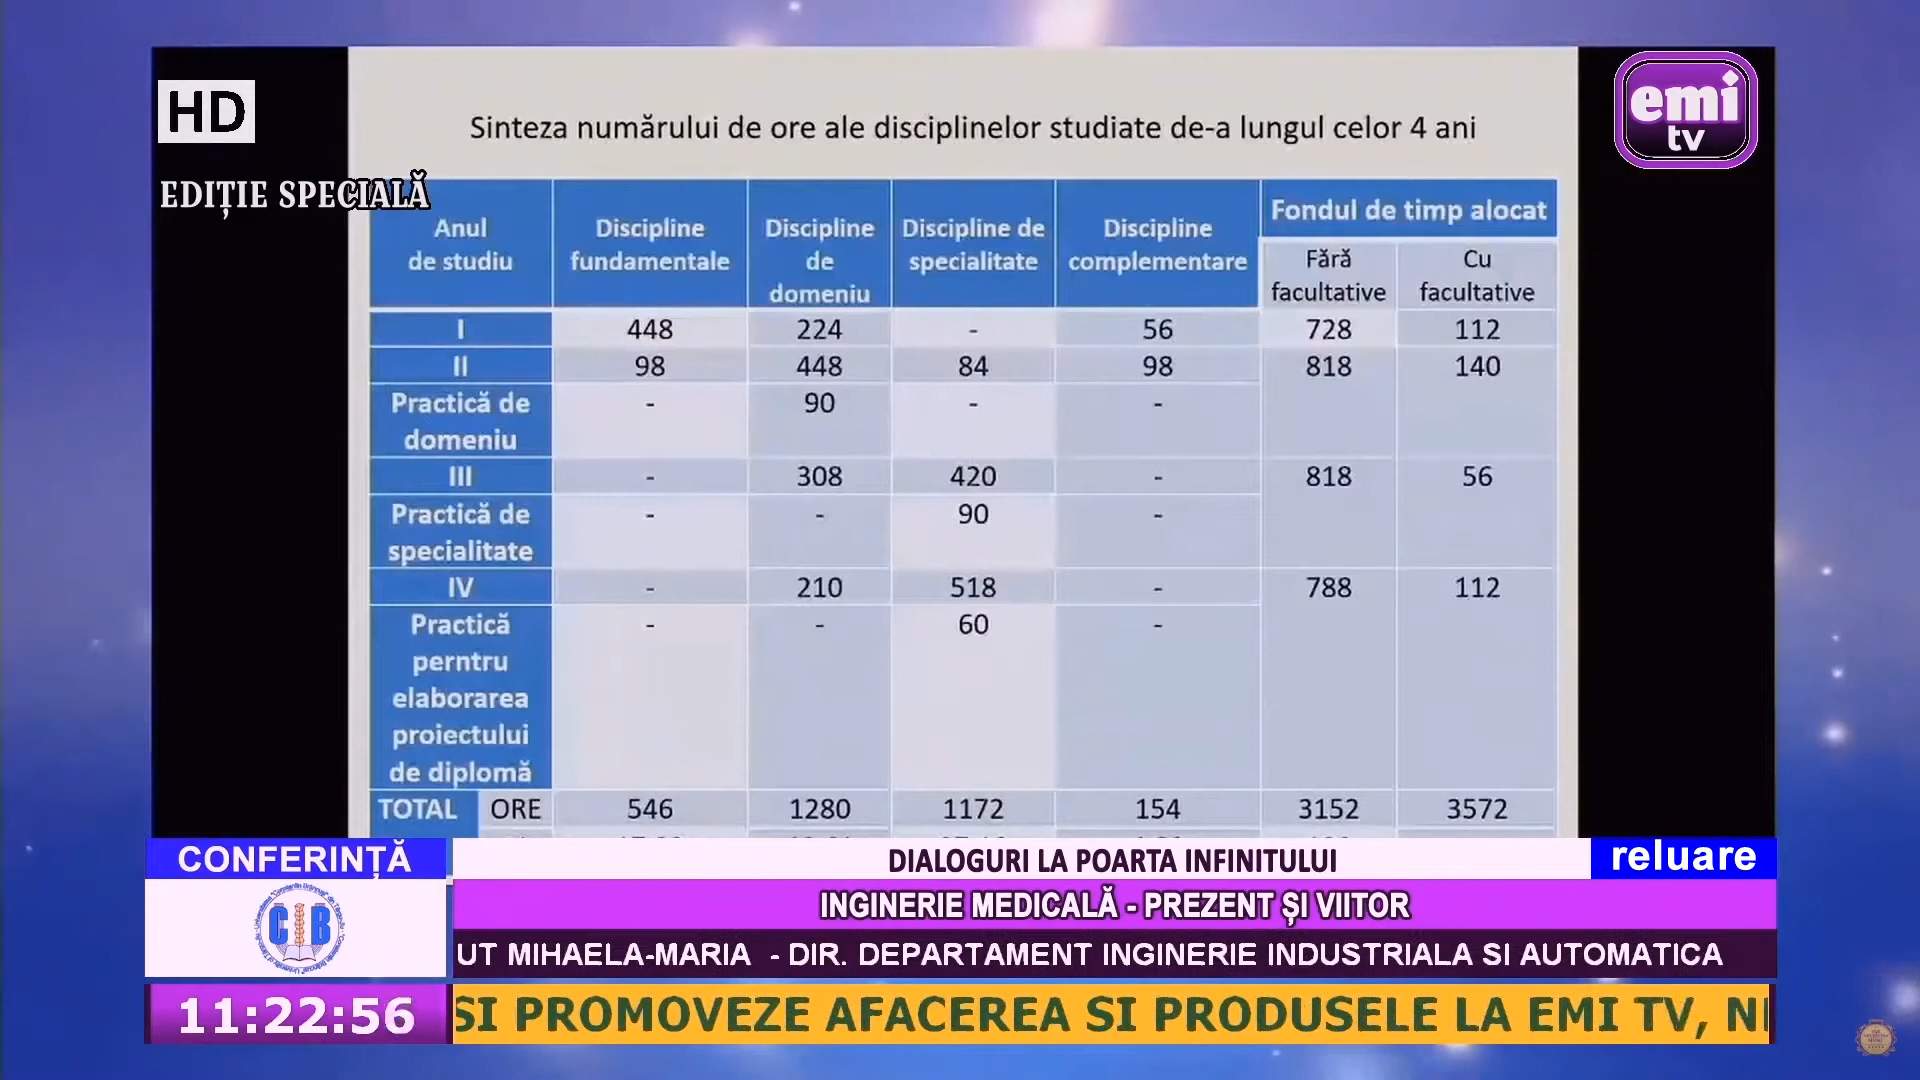 HD
emi
tv
EDIȚIE SPECIALĂ
Sinteza numărului de ore ale disciplinelor studiate de-a lungul celor 4 ani
Anul de studiu Discipline fundamentale Discipline de domeniu Discipline de specialitate Discipline complementare Fondul de timp alocat
Fără facultative Cu facultative
I 448 224 - 56 728 112
II 98 448 84 98 818 140
Practică de domeniu - 90 - -
III - 308 420 - 818 56
Practică de specialitate - - 90 -
IV - 210 518 - 788 112
Practică perntru elaborarea proiectului de diplomă - - 60 -
TOTAL ORE 546 1280 1172 154 3152 3572
CONFERINȚĂ
DIALOGURI LA POARTA INFINITULUI
reluare
INGINERIE MEDICALĂ - PREZENT ȘI VIITOR
CB
UT MIHAELA-MARIA - DIR. DEPARTAMENT INGINERIE INDUSTRIALA SI AUTOMATICA
11:22:56
SI PROMOVEZE AFACEREA SI PRODUSELE LA EMI TV, N